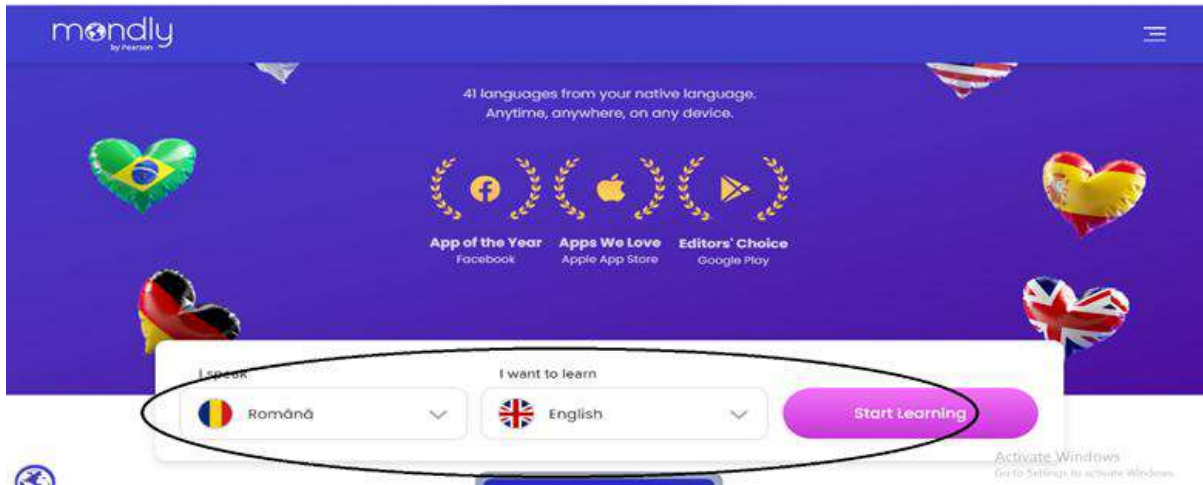 mondly
by Pearson
41 languages from your native language.
Anytime, anywhere, on any device.
App of the Year
Facebook
Apps We Love
Apple App Store
Editors' Choice
Google Play
I speak
I want to learn
Română
English
Start Learning
Activate Windows
Go to Settings to activate Windows.